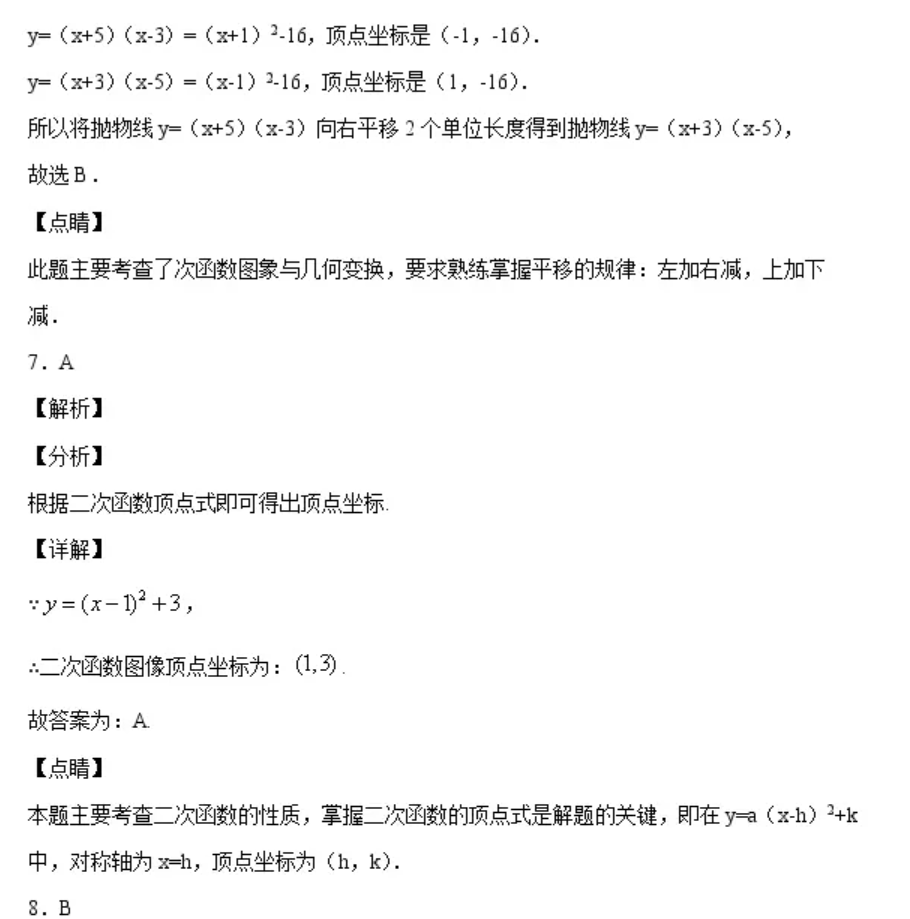 y=（x+5）（x-3）=（x+1）²-16，顶点坐标是（-1，-16）．
y=（x+3）（x-5）=（x-1）²-16，顶点坐标是（1，-16）．
所以将抛物线 y=（x+5）（x-3）向右平移 2 个单位长度得到抛物线 y=（x+3）（x-5），
故选 B．
【点睛】
此题主要考查了次函数图象与几何变换，要求熟练掌握平移的规律：左加右减，上加下
减．
7．A
【解析】
【分析】
根据二次函数顶点式即可得出顶点坐标.
【详解】
∵y=(x−1)²+3，
∴二次函数图像顶点坐标为：(1,3).
故答案为：A.
【点睛】
本题主要考查二次函数的性质，掌握二次函数的顶点式是解题的关键，即在 y=a（x-h）²+k
中，对称轴为 x=h，顶点坐标为（h，k）．
8．B